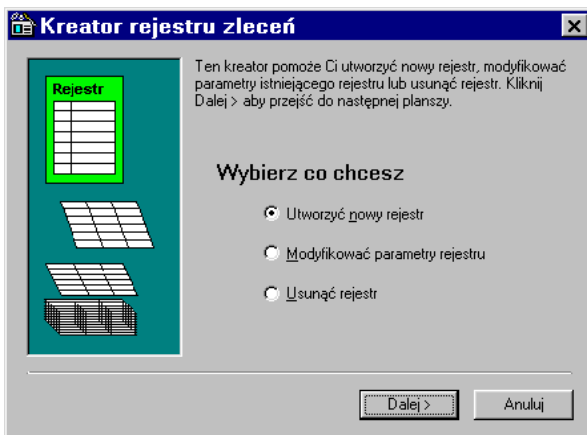 Kreator rejestru zleceń
Rejestr
Ten kreator pomoże Ci utworzyć nowy rejestr, modyfikować
parametry istniejącego rejestru lub usunąć rejestr. Kliknij
Dalej > aby przejść do następnej planszy.
Wybierz co chcesz
Utworzyć nowy rejestr
Modyfikować parametry rejestru
Usunąć rejestr
Dalej >
Anuluj